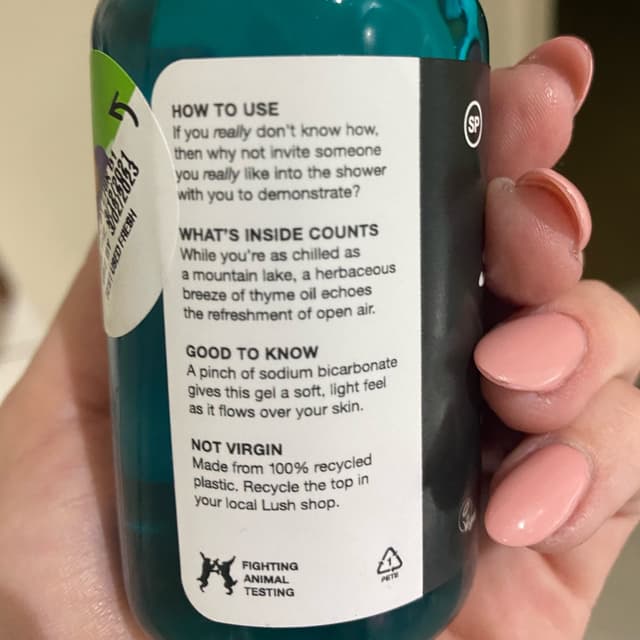 HOW TO USE
If you really don't know how,
then why not invite someone
you really like into the shower
with you to demonstrate?
WHAT'S INSIDE COUNTS
While you're as chilled as
a mountain lake, a herbaceous
breeze of thyme oil echoes
the refreshment of open air.
GOOD TO KNOW
A pinch of sodium bicarbonate
gives this gel a soft, light feel
as it flows over your skin.
NOT VIRGIN
Made from 100% recycled
plastic. Recycle the top in
your local Lush shop.
FIGHTING
ANIMAL
TESTING
1
PETE
SP
USED FRESH